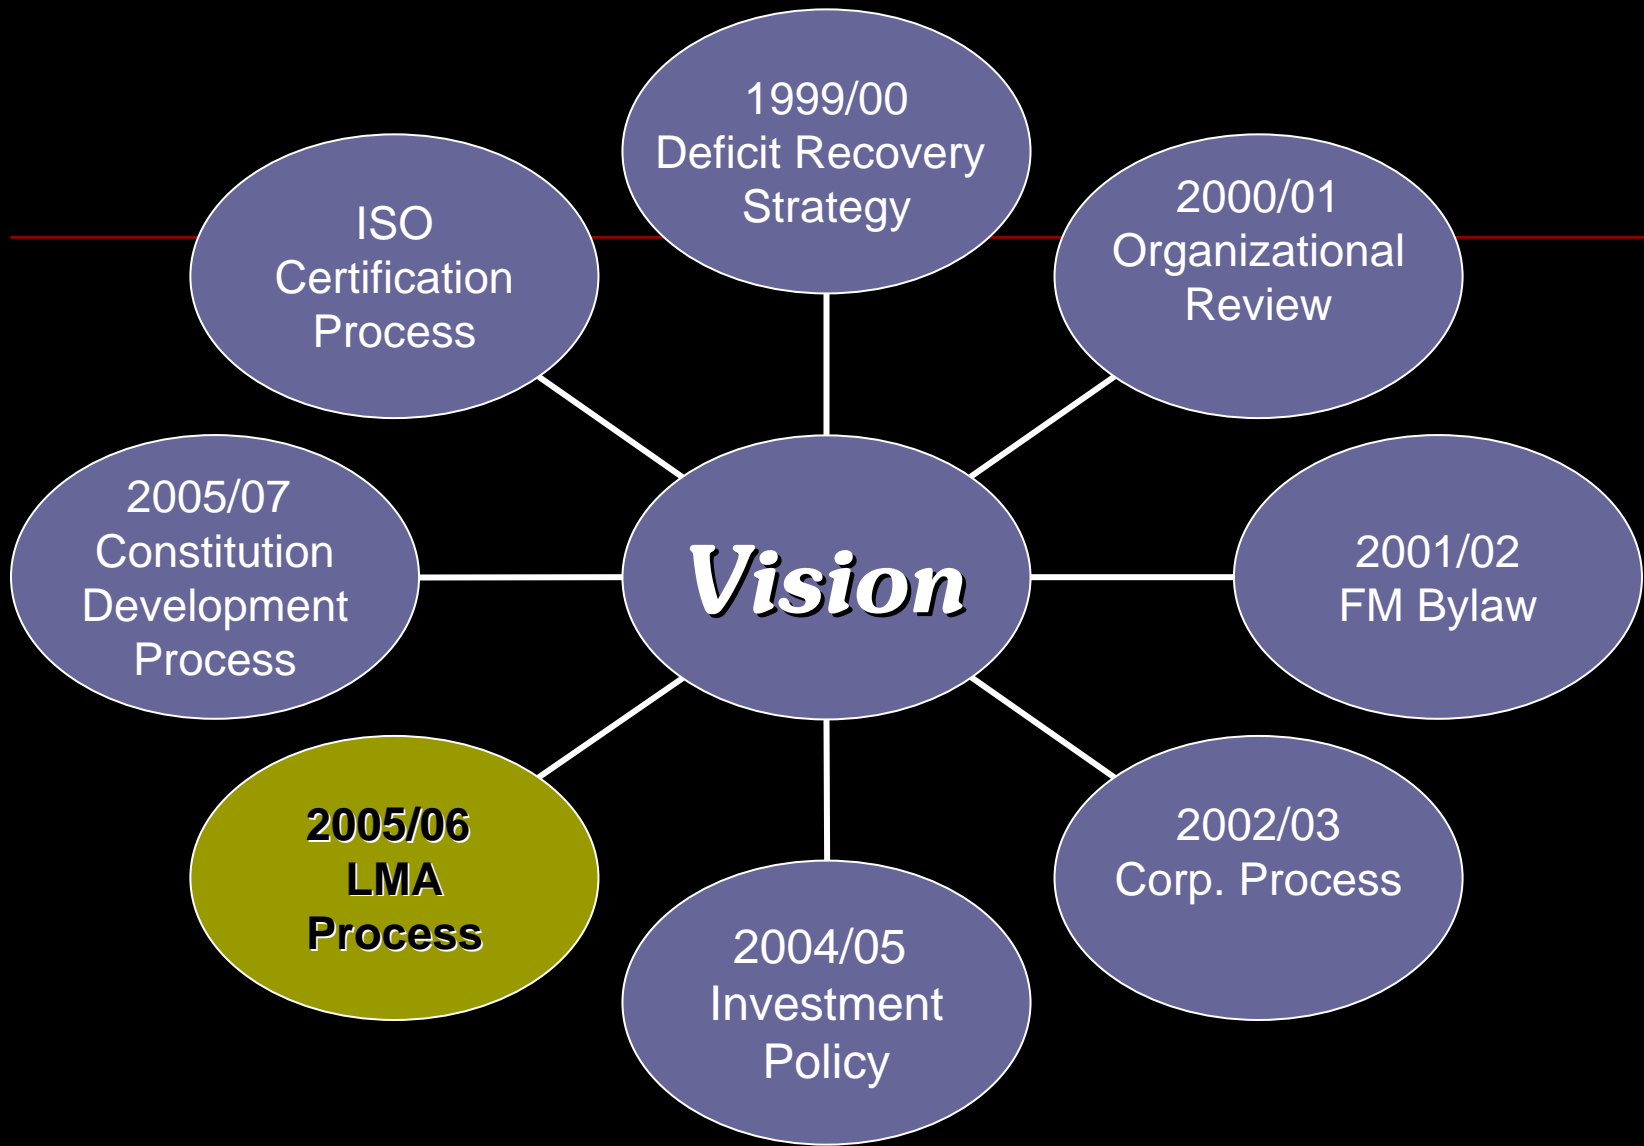 1999/00
Deficit Recovery
Strategy
2000/01
Organizational
Review
2001/02
FM Bylaw
2002/03
Corp. Process
2004/05
Investment
Policy
2005/06
LMA
Process
2005/07
Constitution
Development
Process
ISO
Certification
Process
Vision